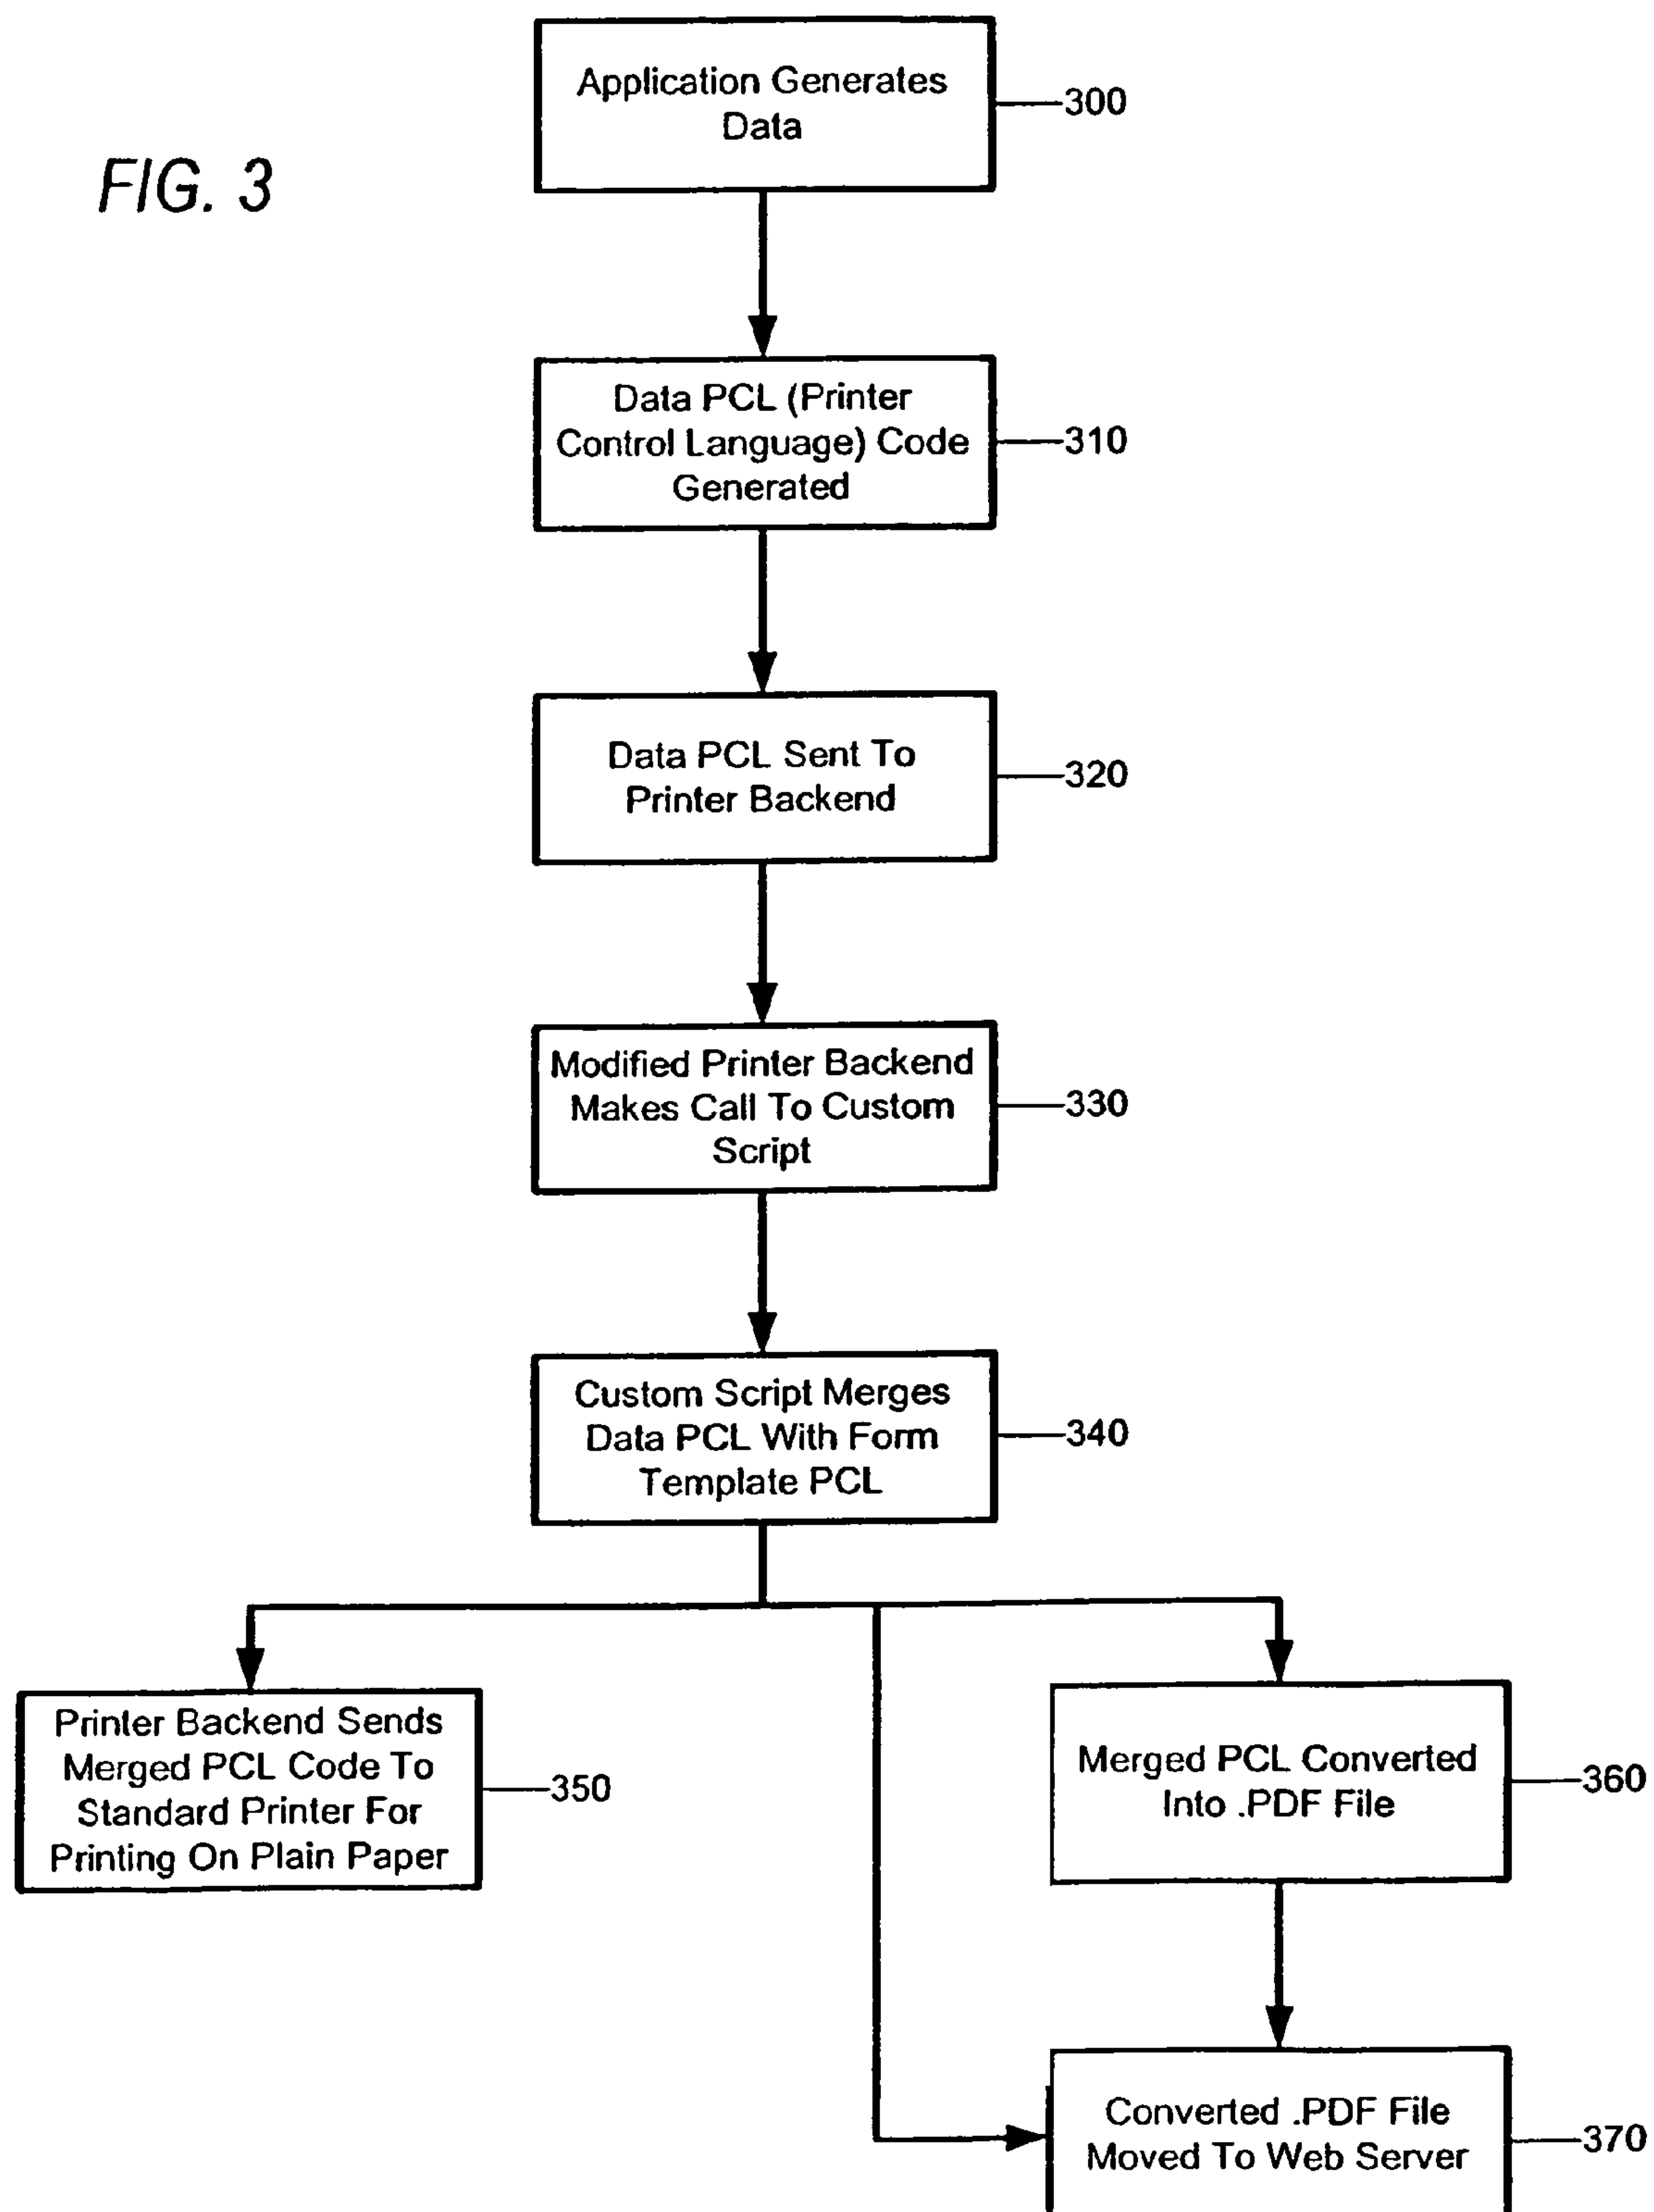 Application Generates
Data
300
FIG. 3
Data PCL (Printer
Control Language) Code
Generated
310
Data PCL Sent To
Printer Backend
320
Modified Printer Backend
Makes Call To Custom
Script
330
Custom Script Merges
Data PCL With Form
Template PCL
340
Printer Backend Sends
Merged PCL Code To
Standard Printer For
Printing On Plain Paper
350
Merged PCL Converted
Into .PDF File
360
Converted .PDF File
Moved To Web Server
370